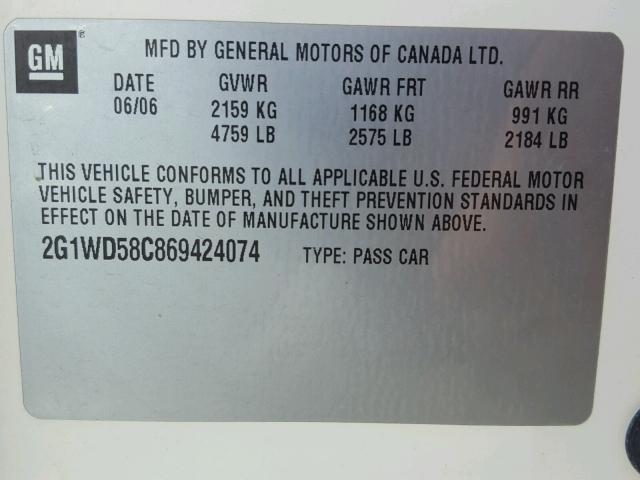 GM®
MFD BY GENERAL MOTORS OF CANADA LTD.
DATE GVWR GAWR FRT GAWR RR
06/06 2159 KG 1168 KG 991 KG
4759 LB 2575 LB 2184 LB
THIS VEHICLE CONFORMS TO ALL APPLICABLE U.S. FEDERAL MOTOR
VEHICLE SAFETY, BUMPER, AND THEFT PREVENTION STANDARDS IN
EFFECT ON THE DATE OF MANUFACTURE SHOWN ABOVE.
2G1WD58C869424074 TYPE: PASS CAR